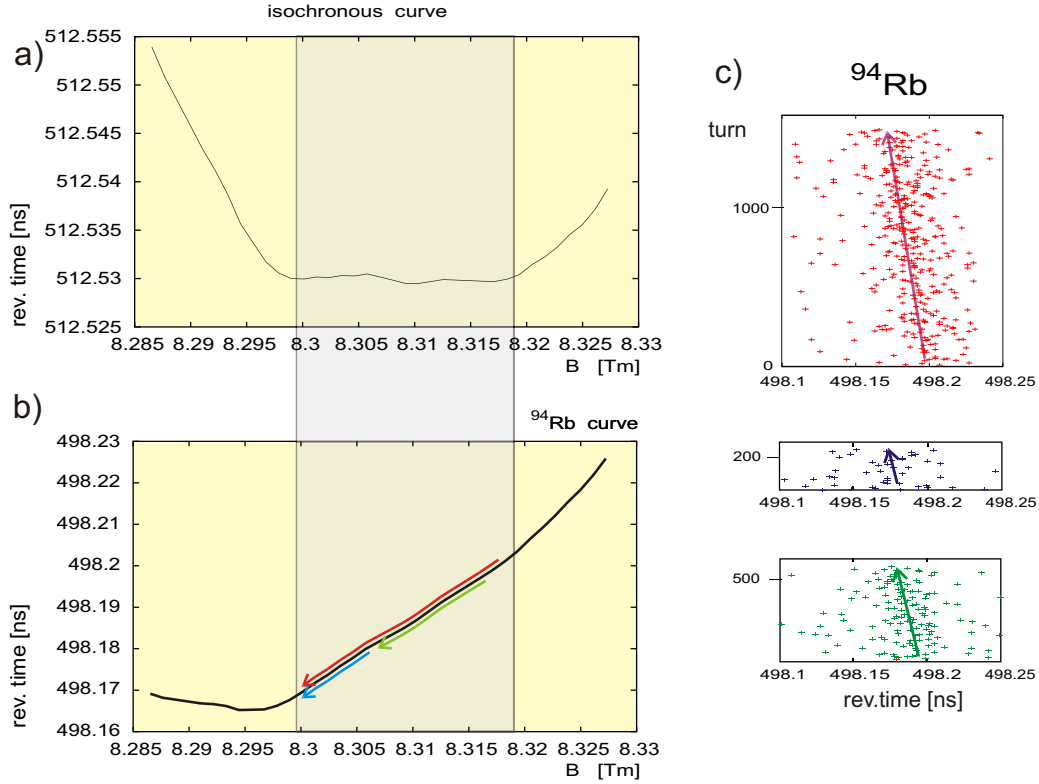 isochronous curve
a)
512.555
512.55
512.545
512.54
512.535
512.53
512.525
rev. time [ns]
8.285 8.29 8.295 8.3 8.305 8.31 8.315 8.32 8.325 8.33
B [Tm]
b)
94Rb curve
498.23
498.22
498.21
498.2
498.19
498.18
498.17
498.16
rev. time [ns]
8.285 8.29 8.295 8.3 8.305 8.31 8.315 8.32 8.325 8.33
B [Tm]
c)
94Rb
turn
1000
0
498.1 498.15 498.2 498.25
200
498.1 498.15 498.2 498.25
500
498.1 498.15 498.2 498.25
rev.time [ns]